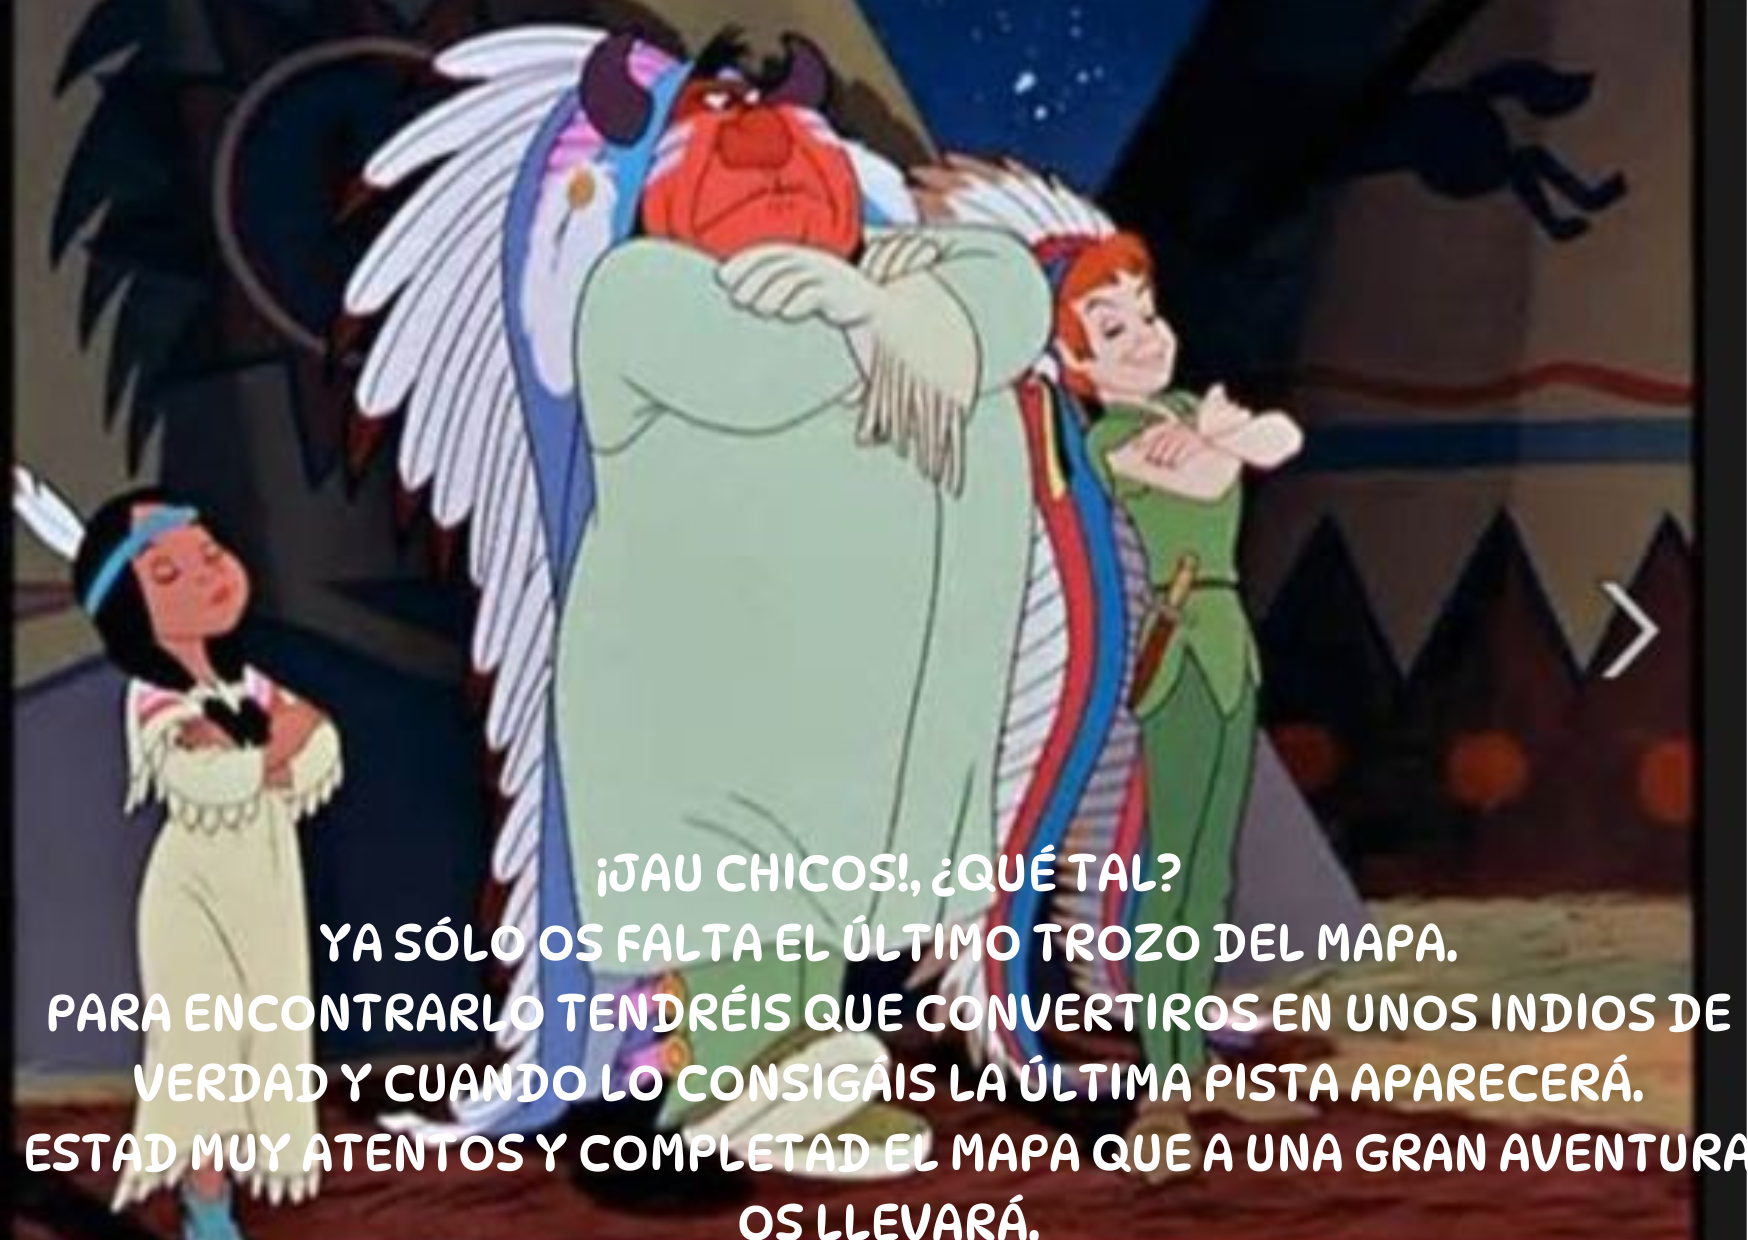 ¡JAU CHICOS!, ¿QUÉ TAL?
YA SÓLO OS FALTA EL ÚLTIMO TROZO DEL MAPA.
PARA ENCONTRARLO TENDRÉIS QUE CONVERTIROS EN UNOS INDIOS DE
VERDAD Y CUANDO LO CONSIGÁIS LA ÚLTIMA PISTA APARECERÁ.
ESTAD MUY ATENTOS Y COMPLETAD EL MAPA QUE A UNA GRAN AVENTURA
OS LLEVARÁ.